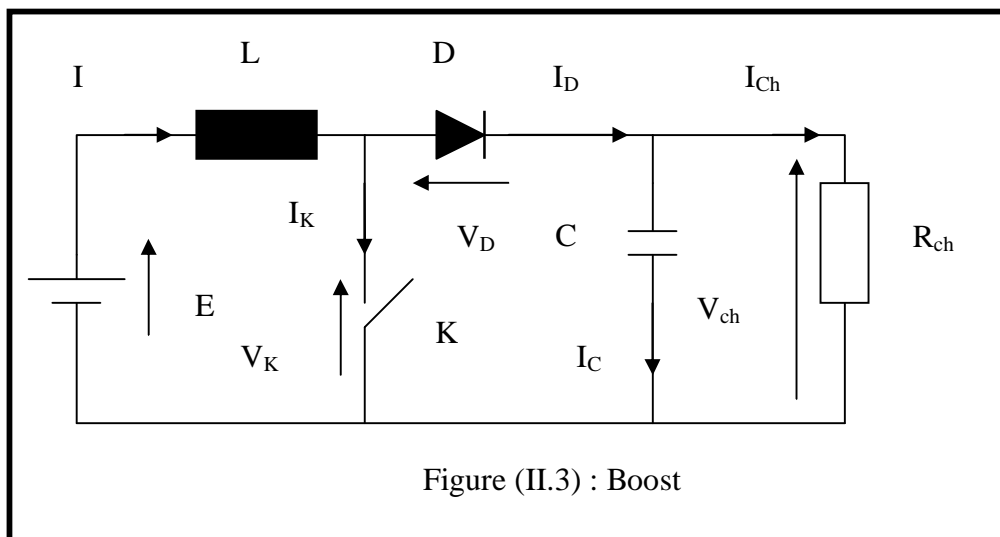 I L D I_D I_Ch
I_K
V_D C R_ch
E V_ch
V_K K I_C
Figure (II.3) : Boost